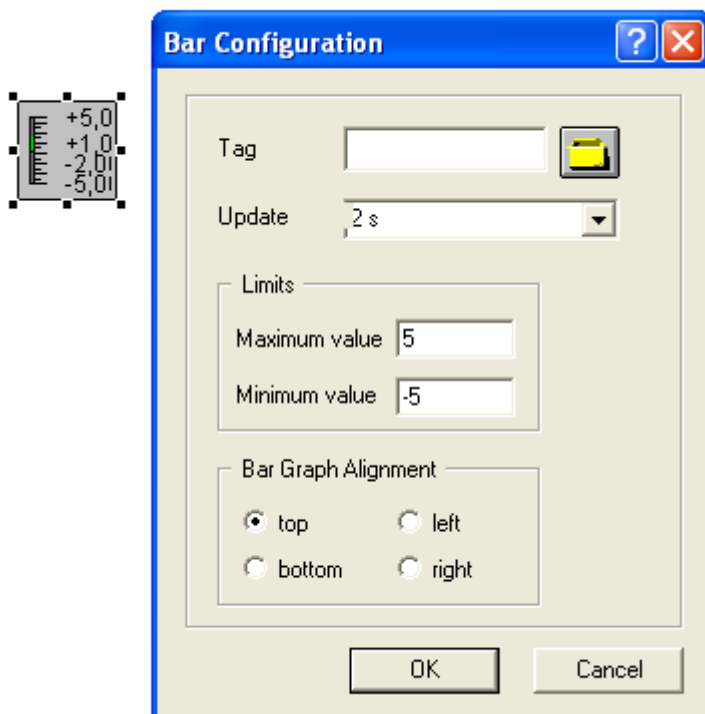 Bar Configuration
+5,0
+1,0
-2,0
-5,0
Tag
Update 2 s
Limits
Maximum value 5
Minimum value -5
Bar Graph Alignment
top left
bottom right
OK Cancel